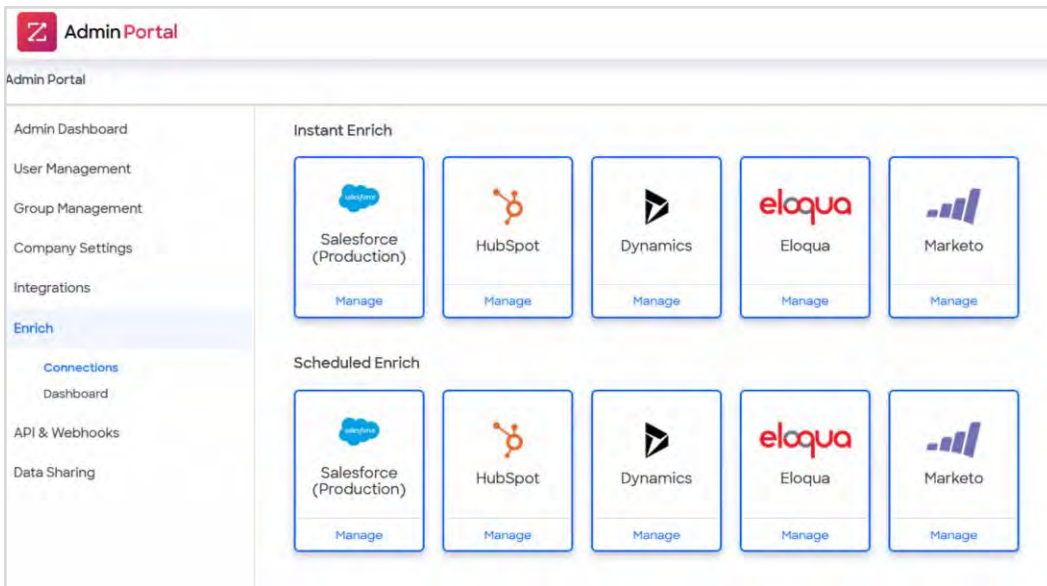 Admin Portal
Admin Portal
Admin Dashboard
User Management
Group Management
Company Settings
Integrations
Enrich
Connections
Dashboard
API & Webhooks
Data Sharing
Instant Enrich
salesforce
Salesforce
(Production)
Manage
HubSpot
Manage
Dynamics
Manage
eloqua
Eloqua
Manage
Marketo
Manage
Scheduled Enrich
salesforce
Salesforce
(Production)
Manage
HubSpot
Manage
Dynamics
Manage
eloqua
Eloqua
Manage
Marketo
Manage